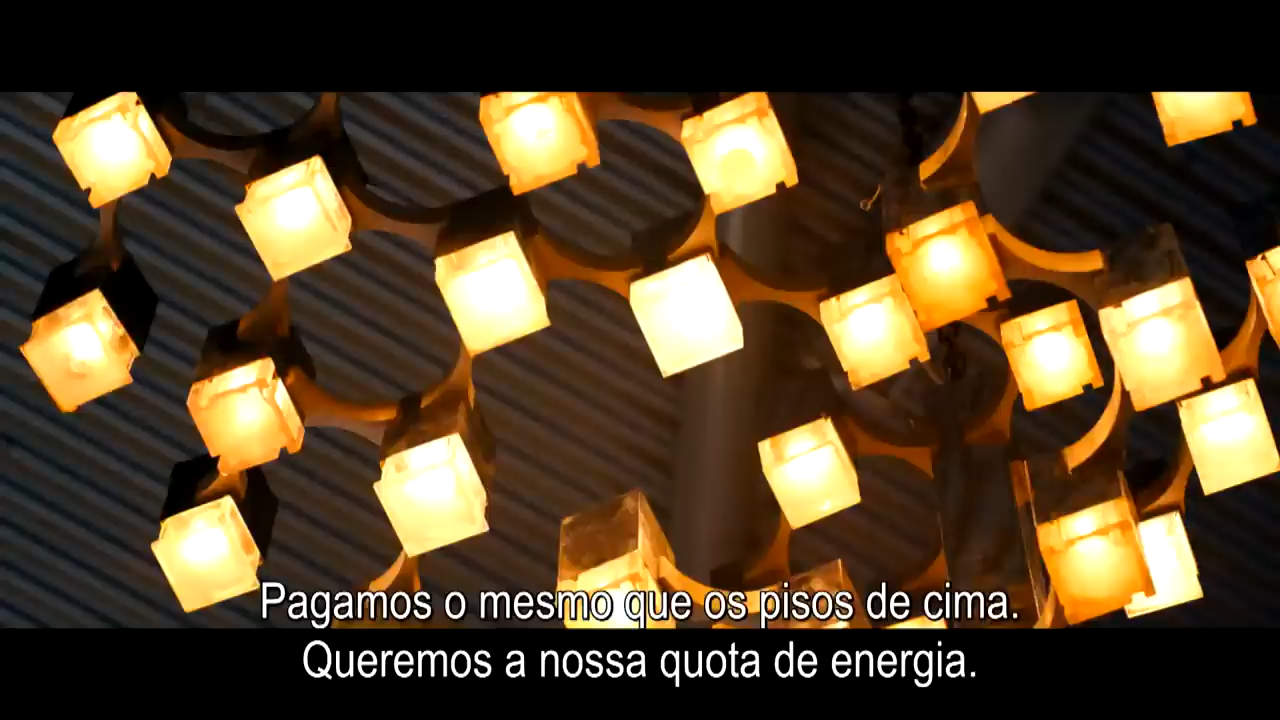 Pagamos o mesmo que os pisos de cima.
Queremos a nossa quota de energia.